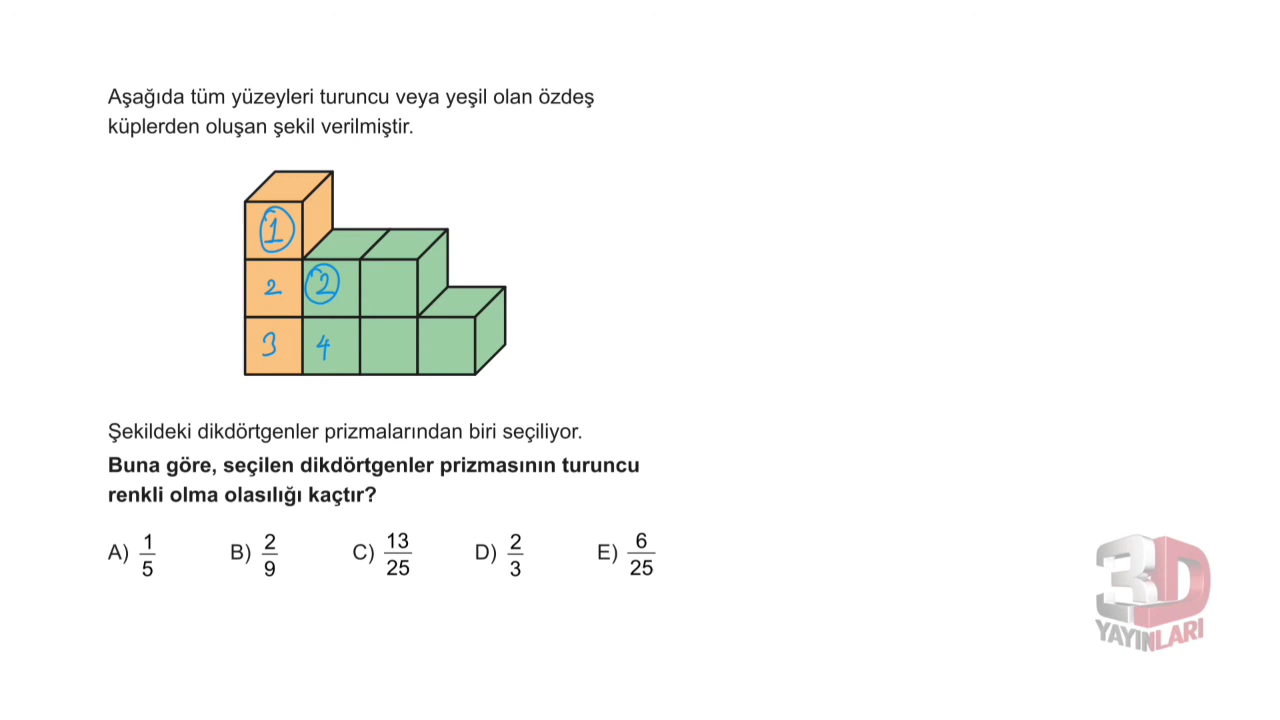 Aşağıda tüm yüzeyleri turuncu veya yeşil olan özdeş
küplerden oluşan şekil verilmiştir.
1
2 2
3 4
Şekildeki dikdörtgenler prizmalarından biri seçiliyor.
Buna göre, seçilen dikdörtgenler prizmasının turuncu
renkli olma olasılığı kaçtır?
A) 1/5 B) 2/9 C) 13/25 D) 2/3 E) 6/25
3D
YAYINLARI